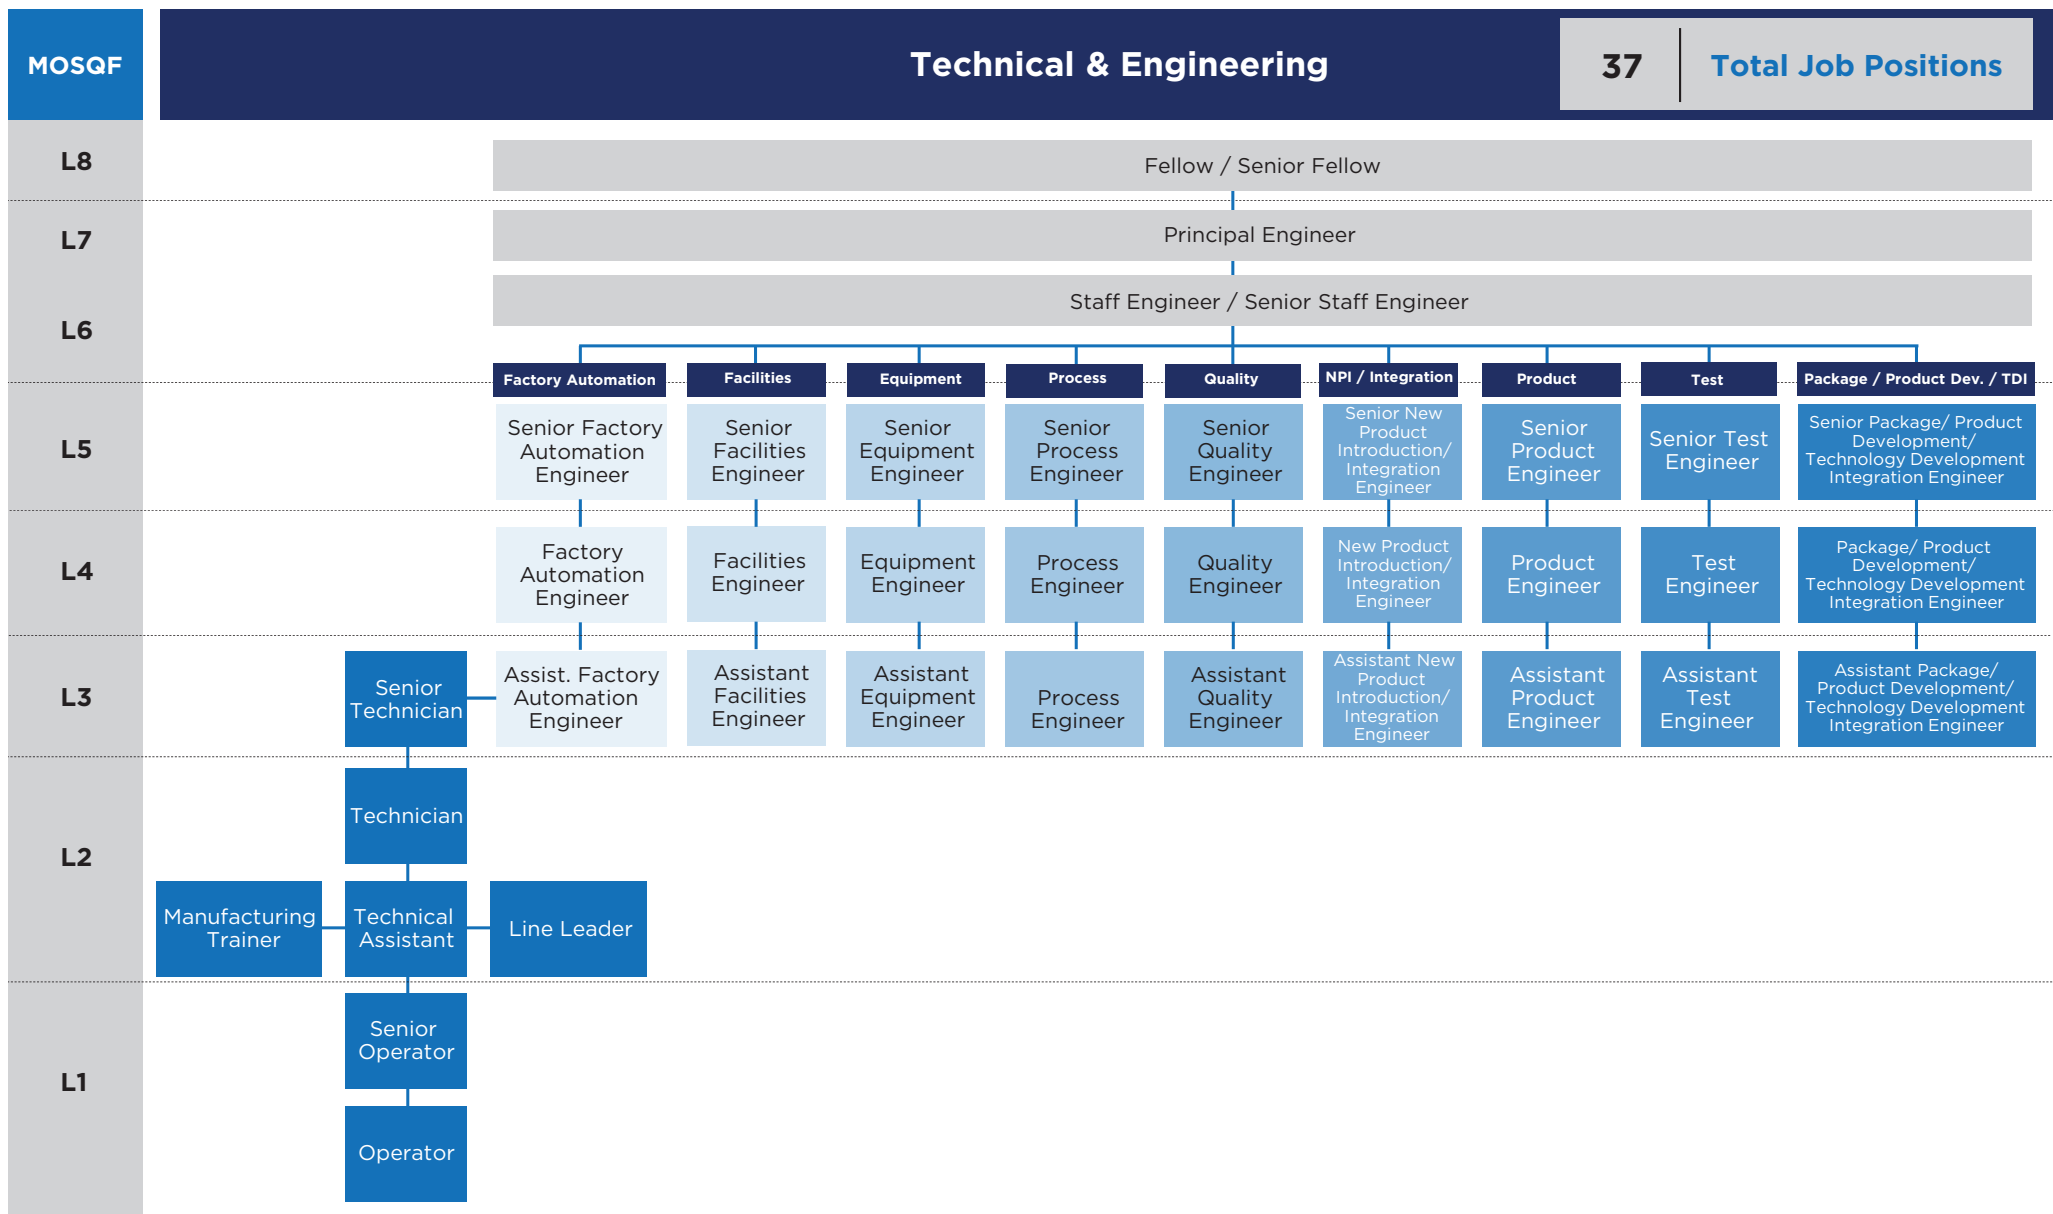 MOSQF
Technical & Engineering
37
Total Job Positions
L8
Fellow / Senior Fellow
L7
Principal Engineer
L6
Staff Engineer / Senior Staff Engineer
Factory Automation
Facilities
Equipment
Process
Quality
NPI / Integration
Product
Test
Package / Product Dev. / TDI
L5
Senior Factory
Automation
Engineer
Senior
Facilities
Engineer
Senior
Equipment
Engineer
Senior
Process
Engineer
Senior
Quality
Engineer
Senior New
Product
Introduction/
Integration
Engineer
Senior
Product
Engineer
Senior Test
Engineer
Senior Package/ Product
Development/
Technology Development
Integration Engineer
L4
Factory
Automation
Engineer
Facilities
Engineer
Equipment
Engineer
Process
Engineer
Quality
Engineer
New Product
Introduction/
Integration
Engineer
Product
Engineer
Test
Engineer
Package/ Product
Development/
Technology Development
Integration Engineer
L3
Senior
Technician
Assist. Factory
Automation
Engineer
Assistant
Facilities
Engineer
Assistant
Equipment
Engineer
Process
Engineer
Assistant
Quality
Engineer
Assistant New
Product
Introduction/
Integration
Engineer
Assistant
Product
Engineer
Assistant
Test
Engineer
Assistant Package/
Product Development/
Technology Development
Integration Engineer
L2
Technician
Manufacturing
Trainer
Technical
Assistant
Line Leader
L1
Senior
Operator
Operator